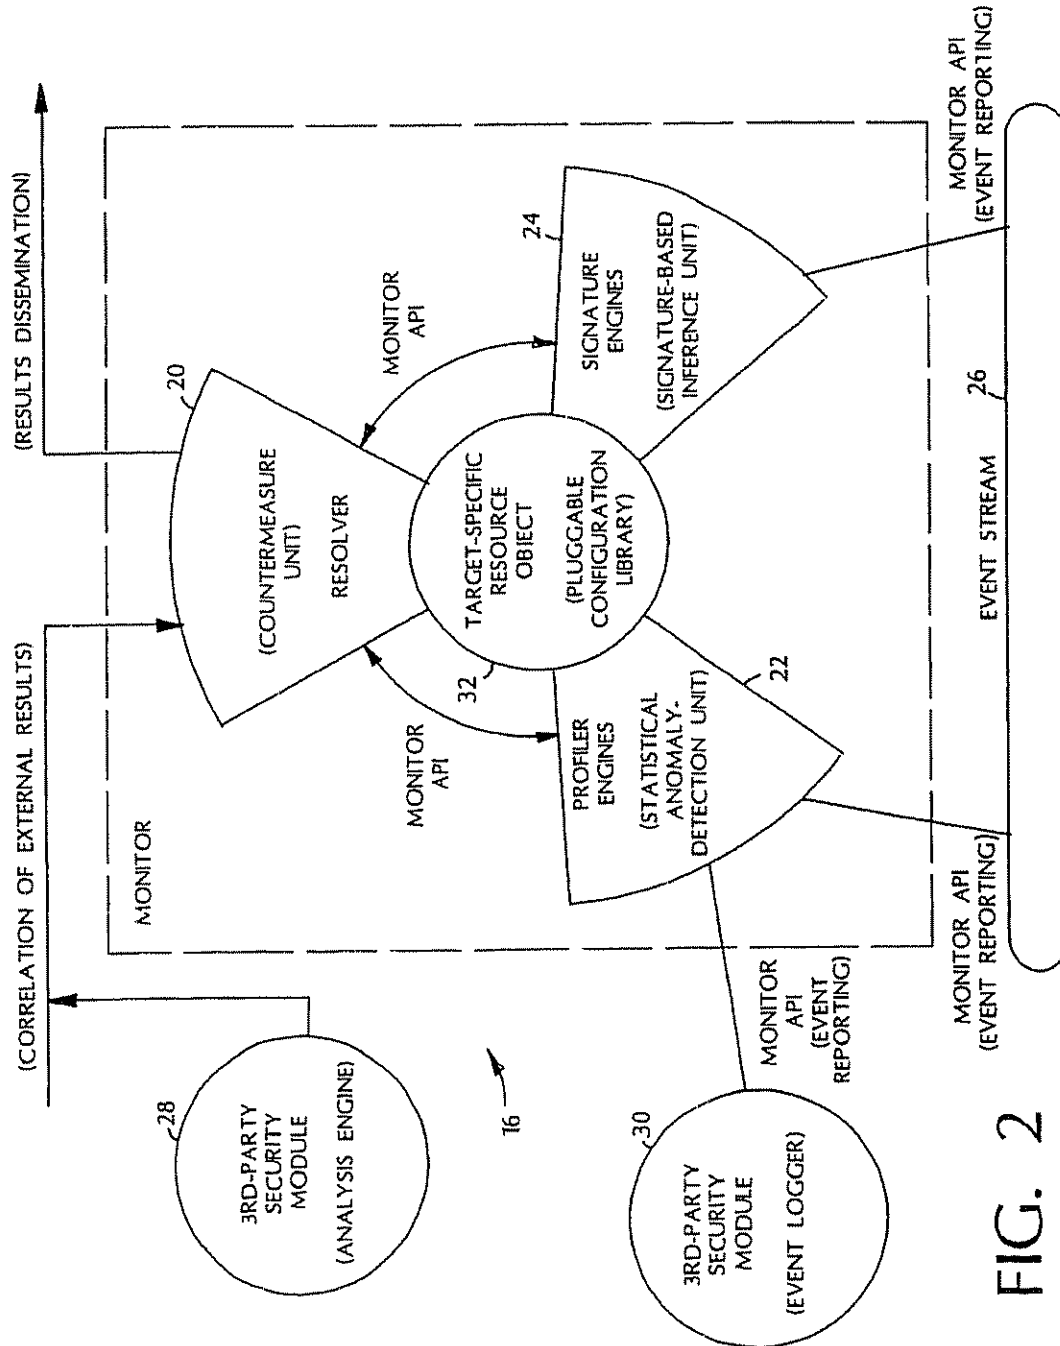 (CORRELATION OF EXTERNAL RESULTS)
(RESULTS DISSEMINATION)
MONITOR
20
(COUNTERMEASURE
UNIT)
RESOLVER
28
3RD-PARTY
SECURITY
MODULE
(ANALYSIS ENGINE)
16
MONITOR
API
MONITOR
API
32
TARGET-SPECIFIC
RESOURCE
OBJECT
(PLUGGABLE
CONFIGURATION
LIBRARY)
24
PROFILER
ENGINES
(STATISTICAL
ANOMALY-
DETECTION UNIT)
22
SIGNATURE
ENGINES
(SIGNATURE-BASED
INFERENCE UNIT)
30
3RD-PARTY
SECURITY
MODULE
(EVENT LOGGER)
MONITOR
API
(EVENT
REPORTING)
MONITOR API
(EVENT REPORTING)
MONITOR API
(EVENT REPORTING)
EVENT STREAM
26
FIG. 2